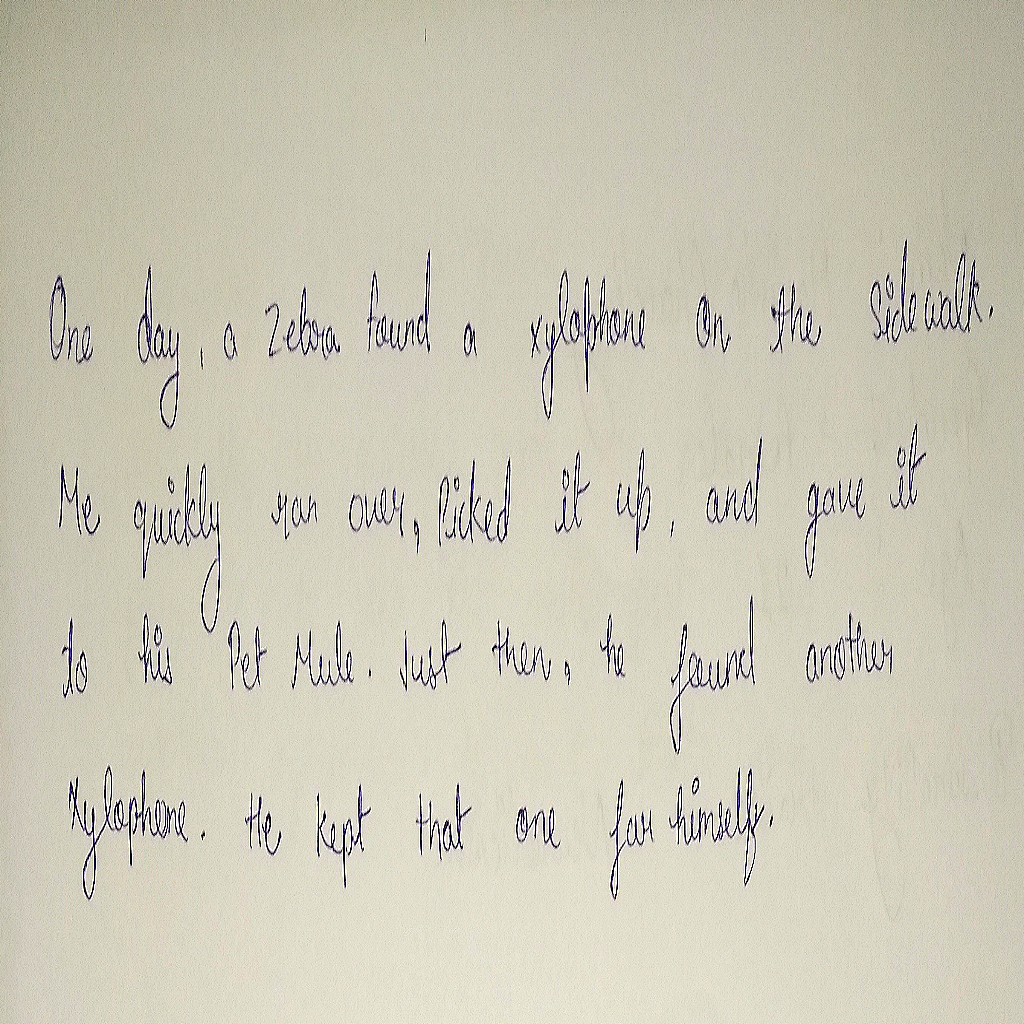 One day, a Zebra found a xylophone on the Sidewalk.
He quickly ran over, Picked it up, and gave it
to his Pet Mule. Just then, he found another
Xylophone. He kept that one for himself.